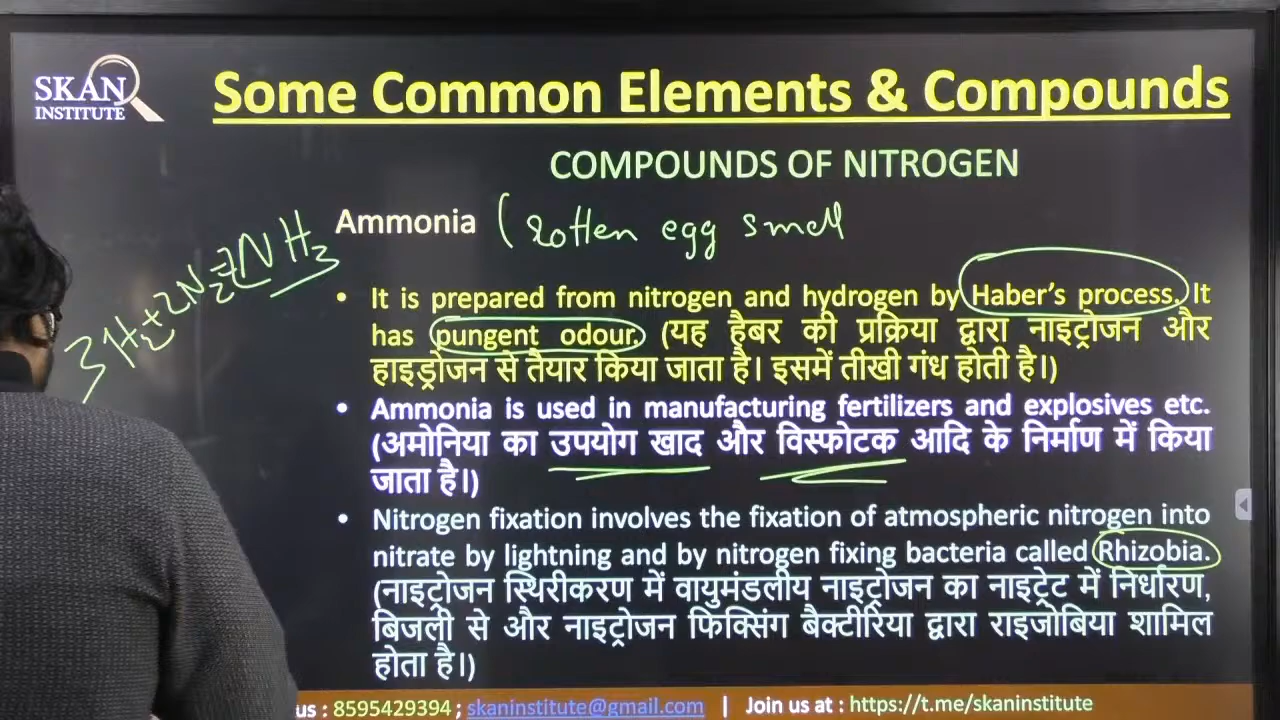 SKAN
INSTITUTE
Some Common Elements & Compounds
COMPOUNDS OF NITROGEN
Ammonia (rotten egg smell
3H2+2N2⇌NH3
• It is prepared from nitrogen and hydrogen by Haber's process. It
has pungent odour. (यह हैबर की प्रक्रिया द्वारा नाइट्रोजन और
हाइड्रोजन से तैयार किया जाता है। इसमें तीखी गंध होती है।)
• Ammonia is used in manufacturing fertilizers and explosives etc.
(अमोनिया का उपयोग खाद और विस्फोटक आदि के निर्माण में किया
जाता है।)
• Nitrogen fixation involves the fixation of atmospheric nitrogen into
nitrate by lightning and by nitrogen fixing bacteria called Rhizobia.
(नाइट्रोजन स्थिरीकरण में वायुमंडलीय नाइट्रोजन का नाइट्रेट में निर्धारण,
बिजली से और नाइट्रोजन फिक्सिंग बैक्टीरिया द्वारा राइजोबिया शामिल
होता है।)
us : 8595429394 ; skaninstitute@gmail.com | Join us at : https://t.me/skaninstitute